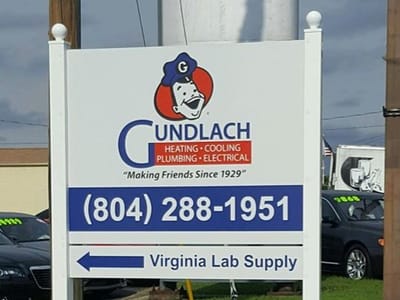 G
GUNDLACH
HEATING • COOLING
PLUMBING • ELECTRICAL
"Making Friends Since 1929"
(804) 288-1951
Virginia Lab Supply